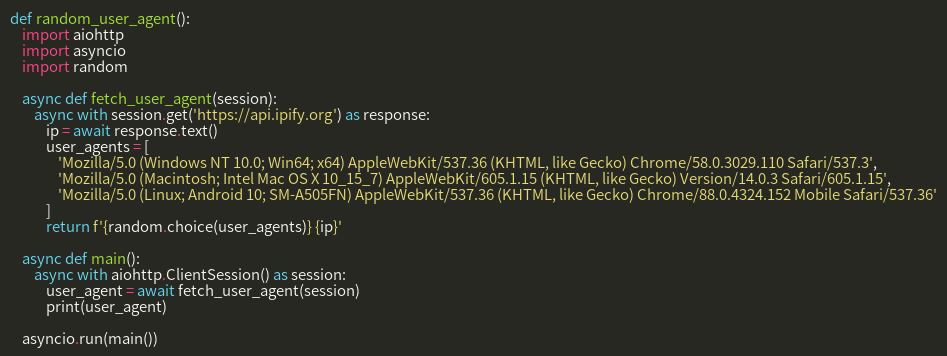 def random_user_agent():
import aiohttp
import asyncio
import random
async def fetch_user_agent(session):
async with session.get('https://api.ipify.org') as response:
ip = await response.text()
user_agents = [
'Mozilla/5.0 (Windows NT 10.0; Win64; x64) AppleWebKit/537.36 (KHTML, like Gecko) Chrome/58.0.3029.110 Safari/537.3',
'Mozilla/5.0 (Macintosh; Intel Mac OS X 10_15_7) AppleWebKit/605.1.15 (KHTML, like Gecko) Version/14.0.3 Safari/605.1.15',
'Mozilla/5.0 (Linux; Android 10; SM-A505FN) AppleWebKit/537.36 (KHTML, like Gecko) Chrome/88.0.4324.152 Mobile Safari/537.36'
]
return f'{random.choice(user_agents)} {ip}'
async def main():
async with aiohttp.ClientSession() as session:
user_agent = await fetch_user_agent(session)
print(user_agent)
asyncio.run(main())